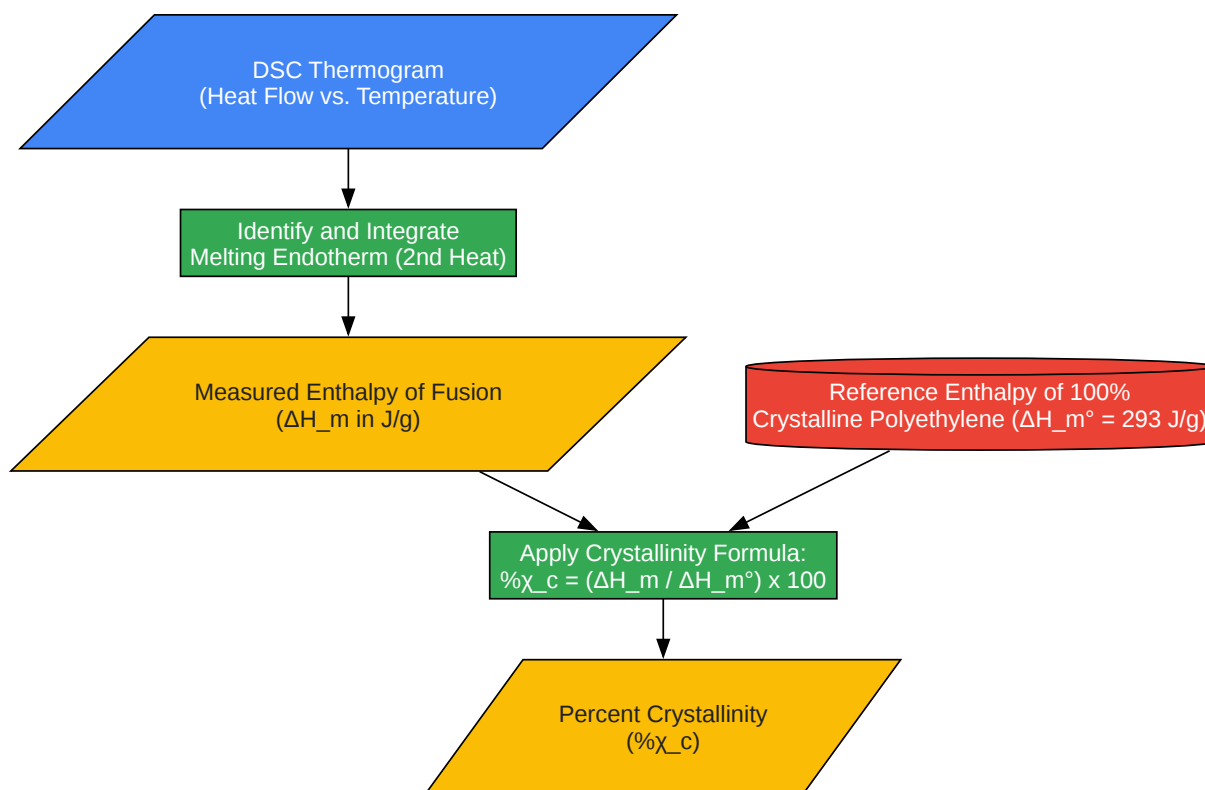 DSC Thermogram
(Heat Flow vs. Temperature)
Identify and Integrate
Melting Endotherm (2nd Heat)
Measured Enthalpy of Fusion
(ΔH_m in J/g)
Reference Enthalpy of 100%
Crystalline Polyethylene (ΔH_m° = 293 J/g)
Apply Crystallinity Formula:
%χ_c = (ΔH_m / ΔH_m°) x 100
Percent Crystallinity
(%χ_c)